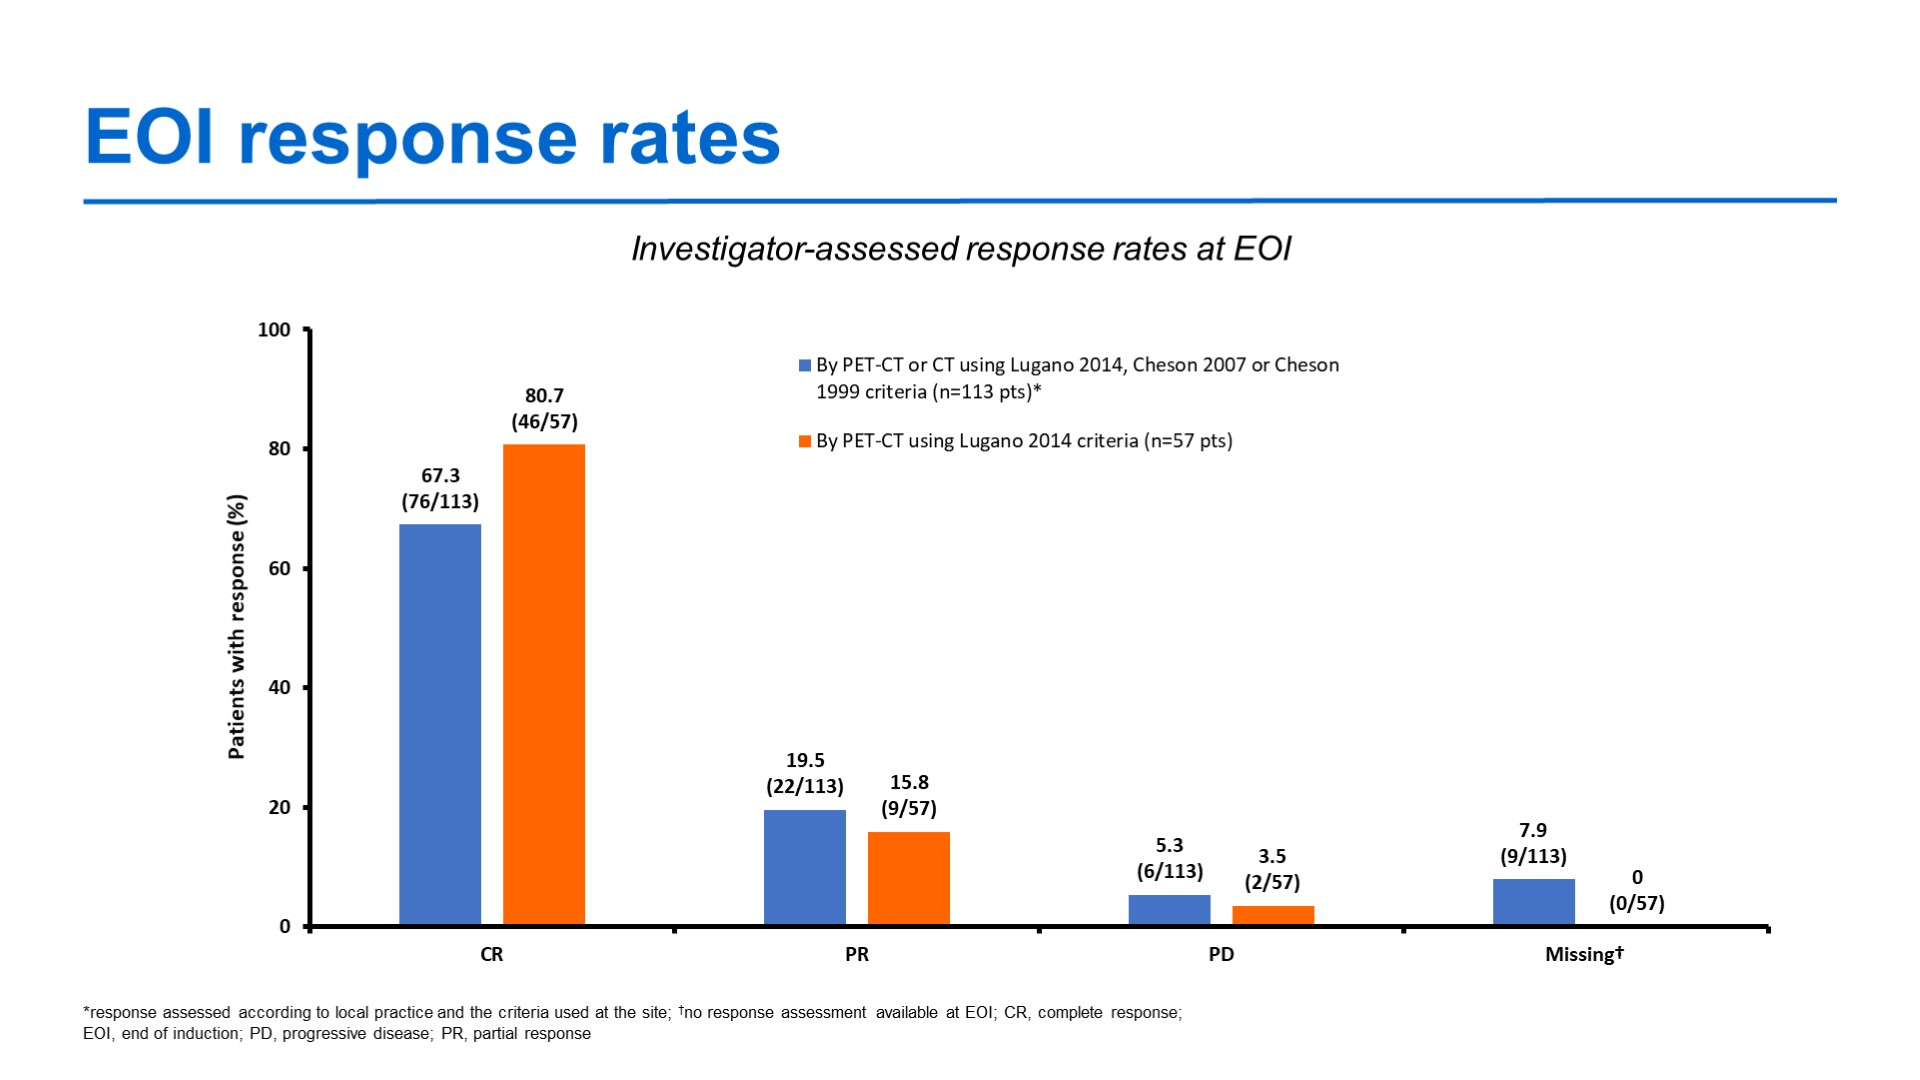 EOI response rates
Investigator-assessed response rates at EOI
By PET-CT or CT using Lugano 2014, Cheson 2007 or Cheson
1999 criteria (n=113 pts)*
By PET-CT using Lugano 2014 criteria (n=57 pts)
Patients with response (%)
100
80
60
40
20
0
67.3
(76/113)
80.7
(46/57)
19.5
(22/113)
15.8
(9/57)
5.3
(6/113)
3.5
(2/57)
7.9
(9/113)
0
(0/57)
CR
PR
PD
Missing†
*response assessed according to local practice and the criteria used at the site; †no response assessment available at EOI; CR, complete response;
EOI, end of induction; PD, progressive disease; PR, partial response